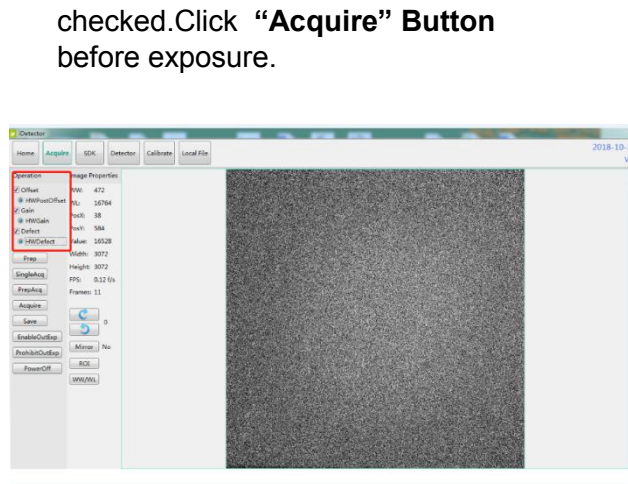 checked.Click “Acquire” Button
before exposure.
iDetector
Home Acquire SDK Detector Calibrate Local File
2018-10-
Operation Image Properties
Offset WW: 472
HWPostOffset WL: 16764
Gain PosX: 38
HWGain PosY: 584
Defect Value: 16528
HWDefect Width: 3072
Prep Height: 3072
SingleAcq FPS: 0.12 f/s
PrepAcq Frames: 11
Acquire
Save 0
EnableOutExp
Mirror No
ProhibitOutExp
ROI
PowerOff
WW/WL